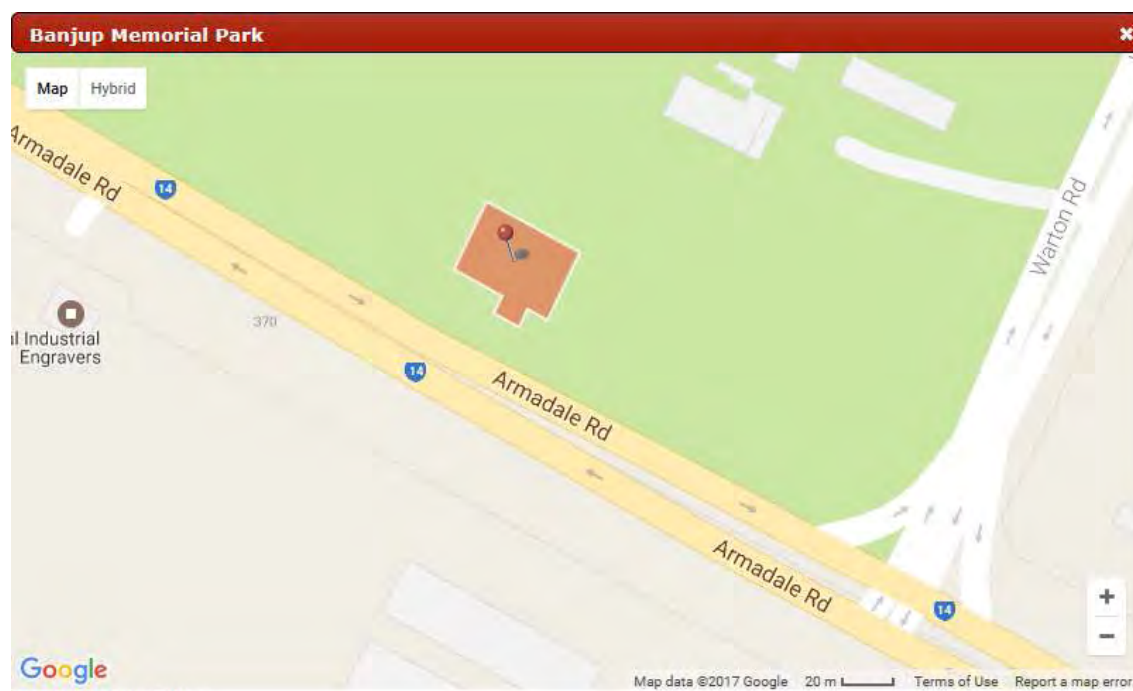 Banjup Memorial Park
Map Hybrid
Armadale Rd
14
Warton Rd
370
l Industrial
Engravers
14
Armadale Rd
Armadale Rd
14
Google
Map data ©2017 Google 20 m Terms of Use Report a map error